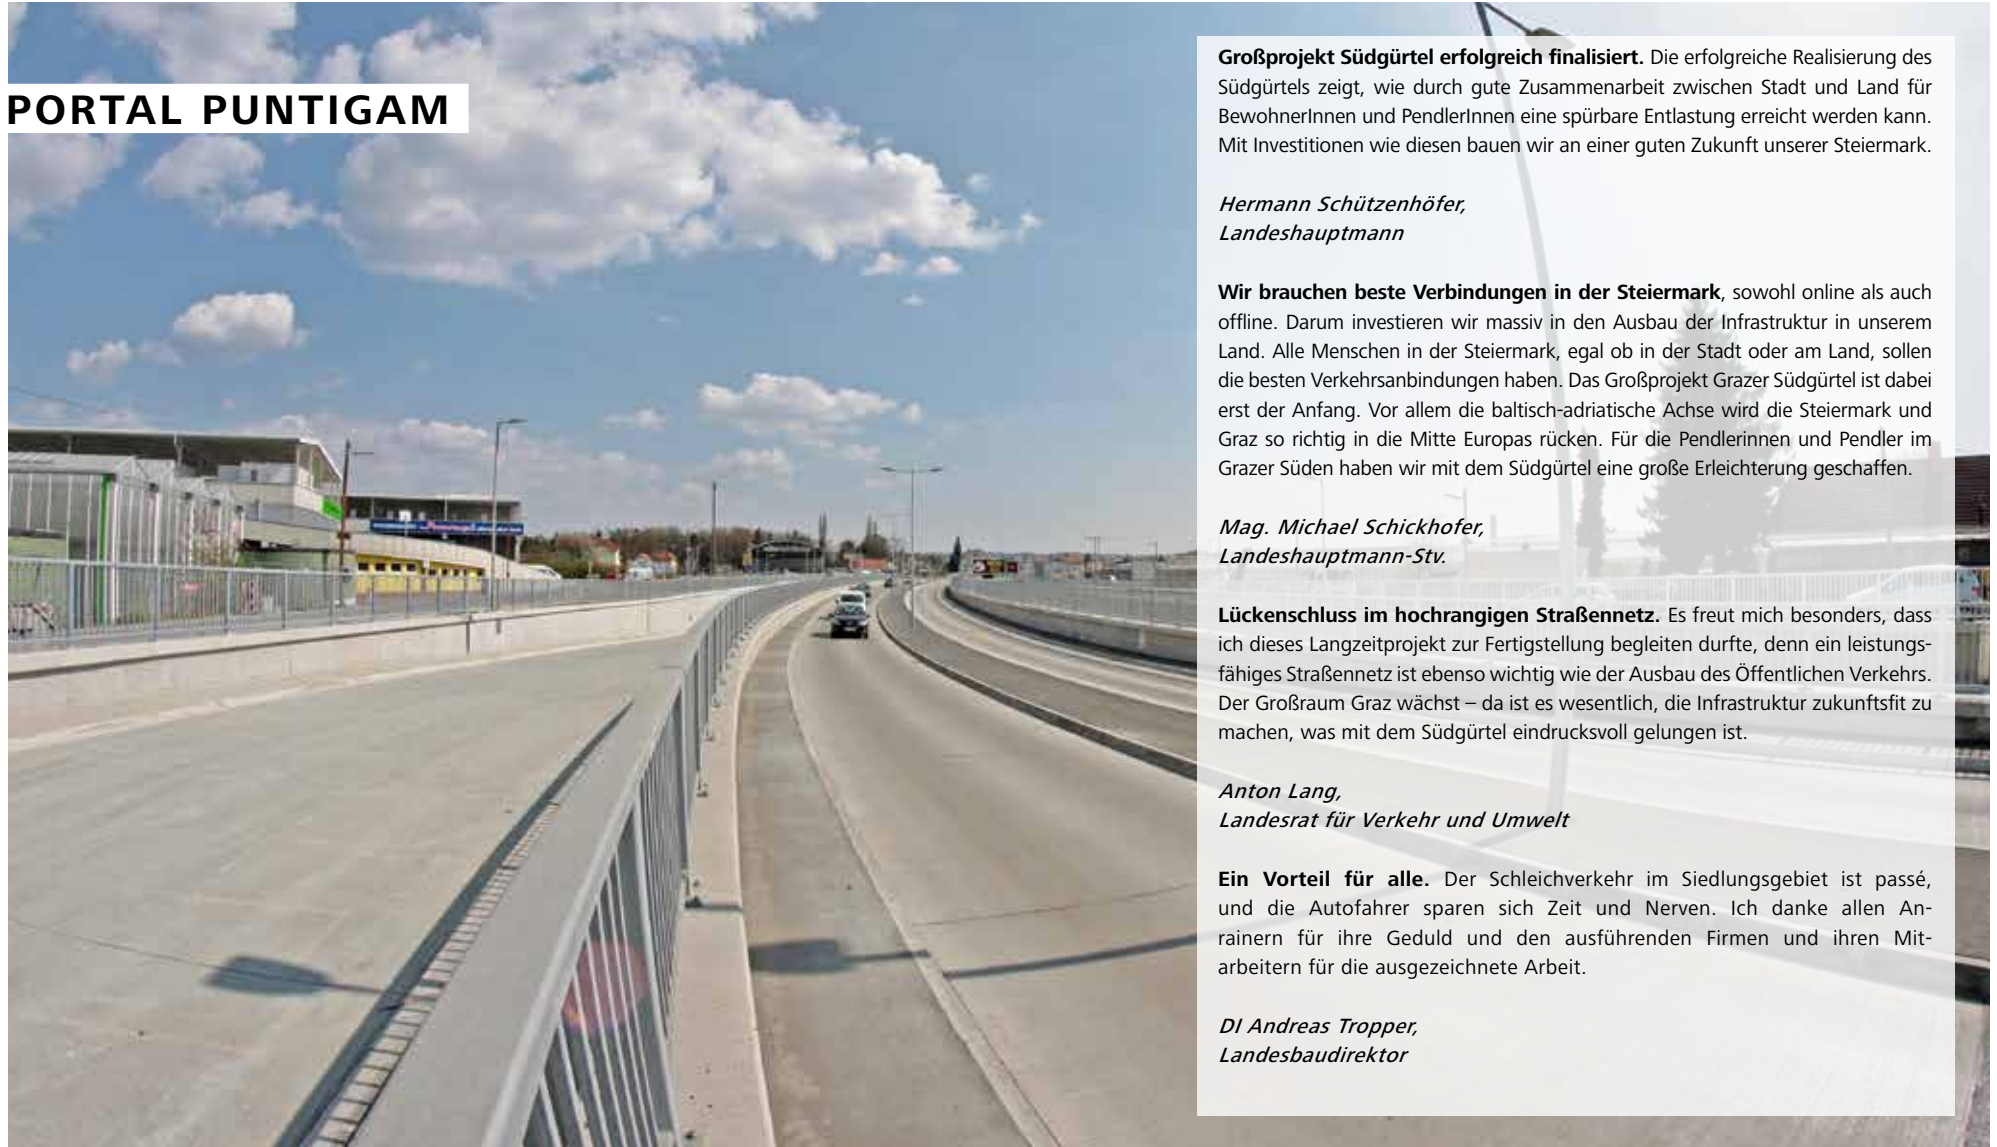 PORTAL PUNTIGAM
Großprojekt Südgürtel erfolgreich finalisiert. Die erfolgreiche Realisierung des
Südgürtels zeigt, wie durch gute Zusammenarbeit zwischen Stadt und Land für
BewohnerInnen und PendlerInnen eine spürbare Entlastung erreicht werden kann.
Mit Investitionen wie diesen bauen wir an einer guten Zukunft unserer Steiermark.
Hermann Schützenhöfer,
Landeshauptmann
Wir brauchen beste Verbindungen in der Steiermark, sowohl online als auch
offline. Darum investieren wir massiv in den Ausbau der Infrastruktur in unserem
Land. Alle Menschen in der Steiermark, egal ob in der Stadt oder am Land, sollen
die besten Verkehrsanbindungen haben. Das Großprojekt Grazer Südgürtel ist dabei
erst der Anfang. Vor allem die baltisch-adriatische Achse wird die Steiermark und
Graz so richtig in die Mitte Europas rücken. Für die Pendlerinnen und Pendler im
Grazer Süden haben wir mit dem Südgürtel eine große Erleichterung geschaffen.
Mag. Michael Schickhofer,
Landeshauptmann-Stv.
Lückenschluss im hochrangigen Straßennetz. Es freut mich besonders, dass
ich dieses Langzeitprojekt zur Fertigstellung begleiten durfte, denn ein leistungs-
fähiges Straßennetz ist ebenso wichtig wie der Ausbau des Öffentlichen Verkehrs.
Der Großraum Graz wächst – da ist es wesentlich, die Infrastruktur zukunftsfit zu
machen, was mit dem Südgürtel eindrucksvoll gelungen ist.
Anton Lang,
Landesrat für Verkehr und Umwelt
Ein Vorteil für alle. Der Schleichverkehr im Siedlungsgebiet ist passé,
und die Autofahrer sparen sich Zeit und Nerven. Ich danke allen An-
rainern für ihre Geduld und den ausführenden Firmen und ihren Mit-
arbeitern für die ausgezeichnete Arbeit.
DI Andreas Tropper,
Landesbaudirektor